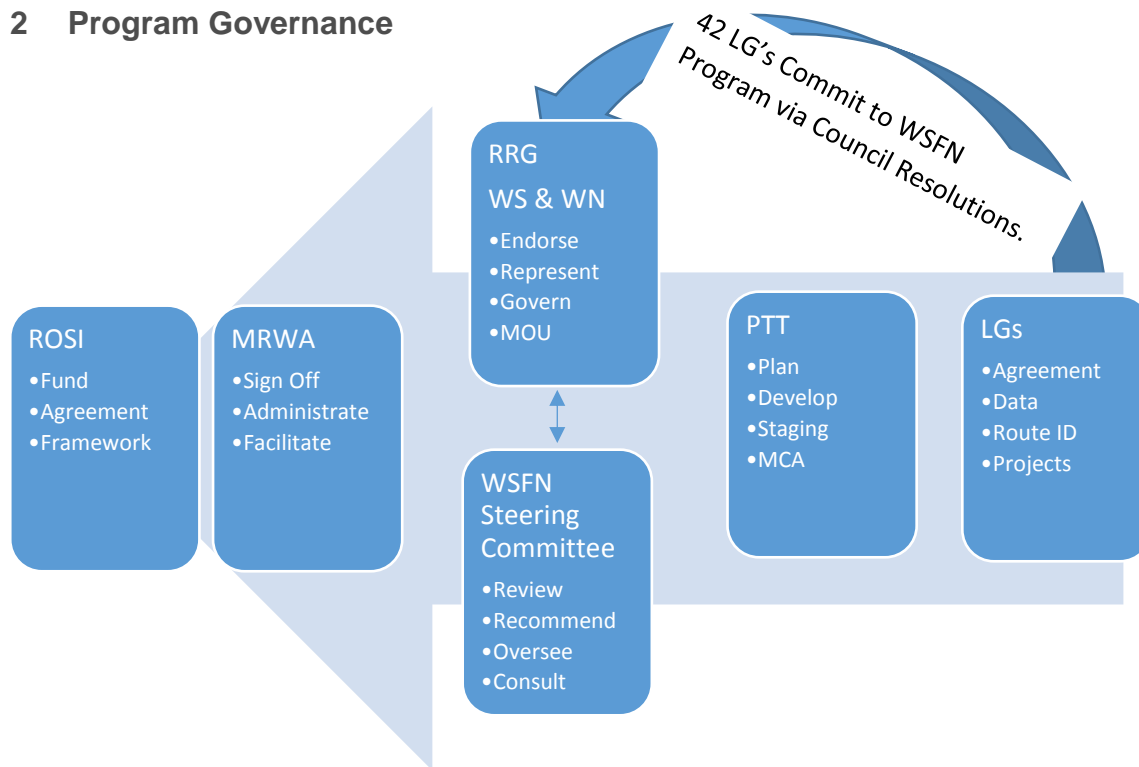 2 Program Governance
42 LG's Commit to WSFN
Program via Council Resolutions.
ROSI
•Fund
•Agreement
•Framework
MRWA
•Sign Off
•Administrate
•Facilitate
RRG
WS & WN
•Endorse
•Represent
•Govern
•MOU
WSFN
Steering
Committee
•Review
•Recommend
•Oversee
•Consult
PTT
•Plan
•Develop
•Staging
•MCA
LGs
•Agreement
•Data
•Route ID
•Projects